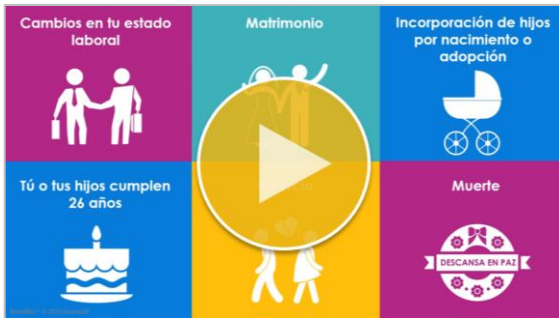 Cambios en tu estado
laboral
Matrimonio
Incorporación de hijos
por nacimiento o
adopción
Tú o tus hijos cumplen
26 años
Muerte
DESCANSA EN PAZ